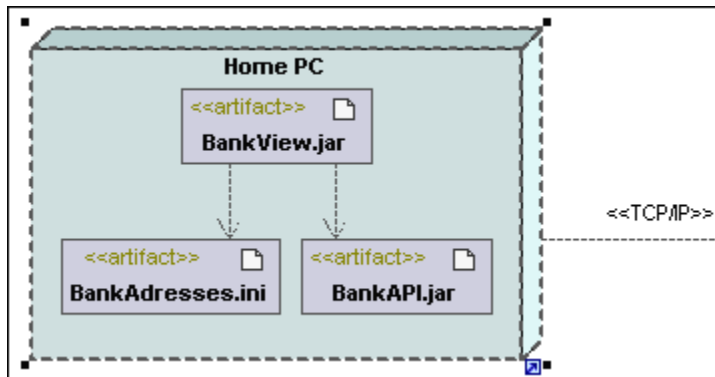 Home PC
<<artifact>>
BankView.jar
<<TCP/IP>>
<<artifact>>
BankAdresses.ini
<<artifact>>
BankAPI.jar